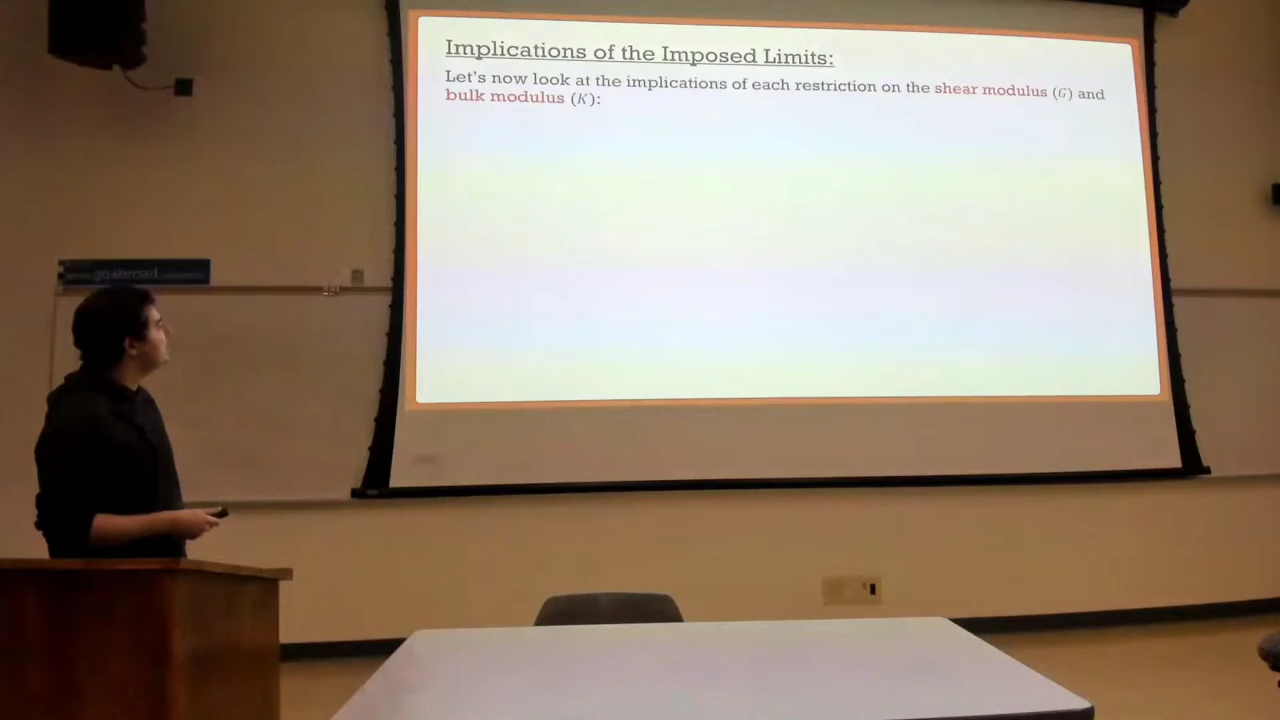 Implications of the Imposed Limits:
Let's now look at the implications of each restriction on the shear modulus (G) and
bulk modulus (K):
goabroad